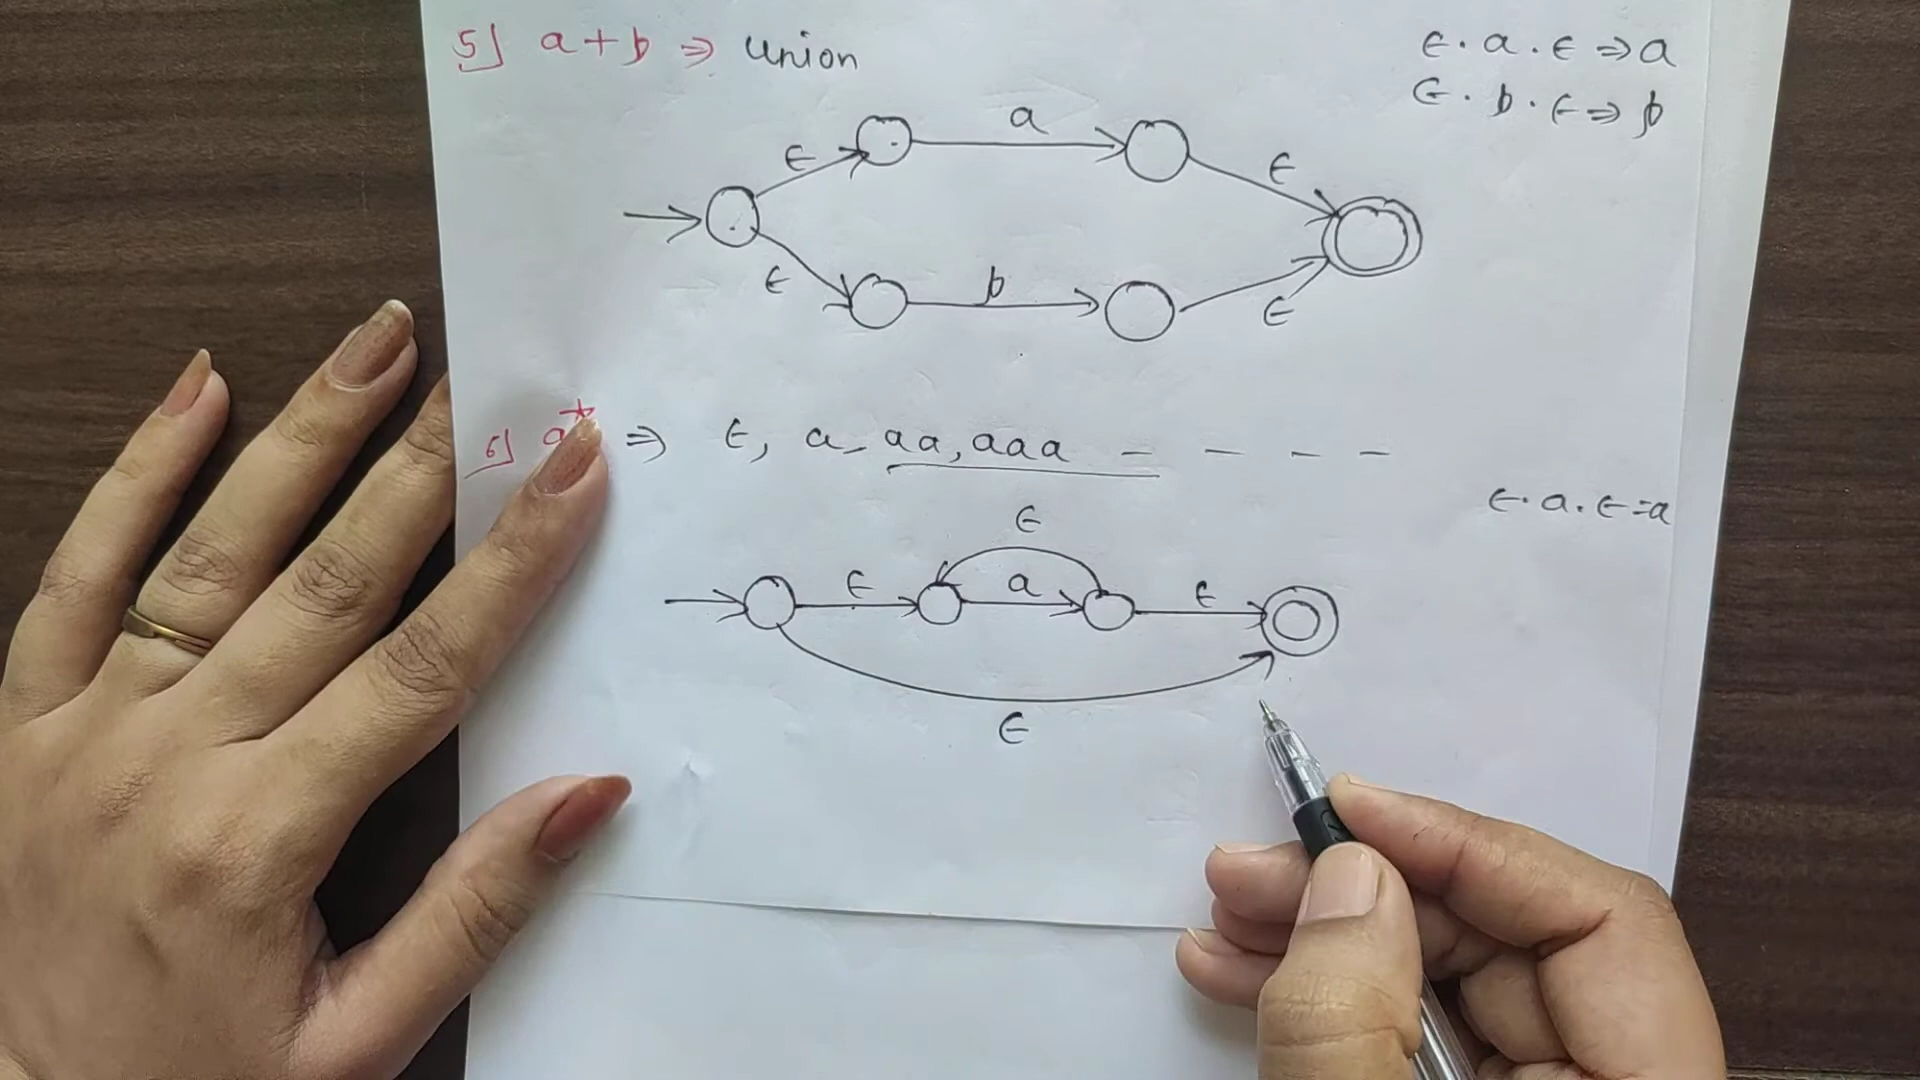 5] a+b ⇒ union
ϵ.a.ϵ ⇒ a
ϵ.b.ϵ ⇒ b
a
ϵ
ϵ
ϵ
b
ϵ
6] a* ⇒ ϵ, a, aa, aaa - - - -
ϵ.a.ϵ=a
ϵ
ϵ
a
ϵ
ϵ